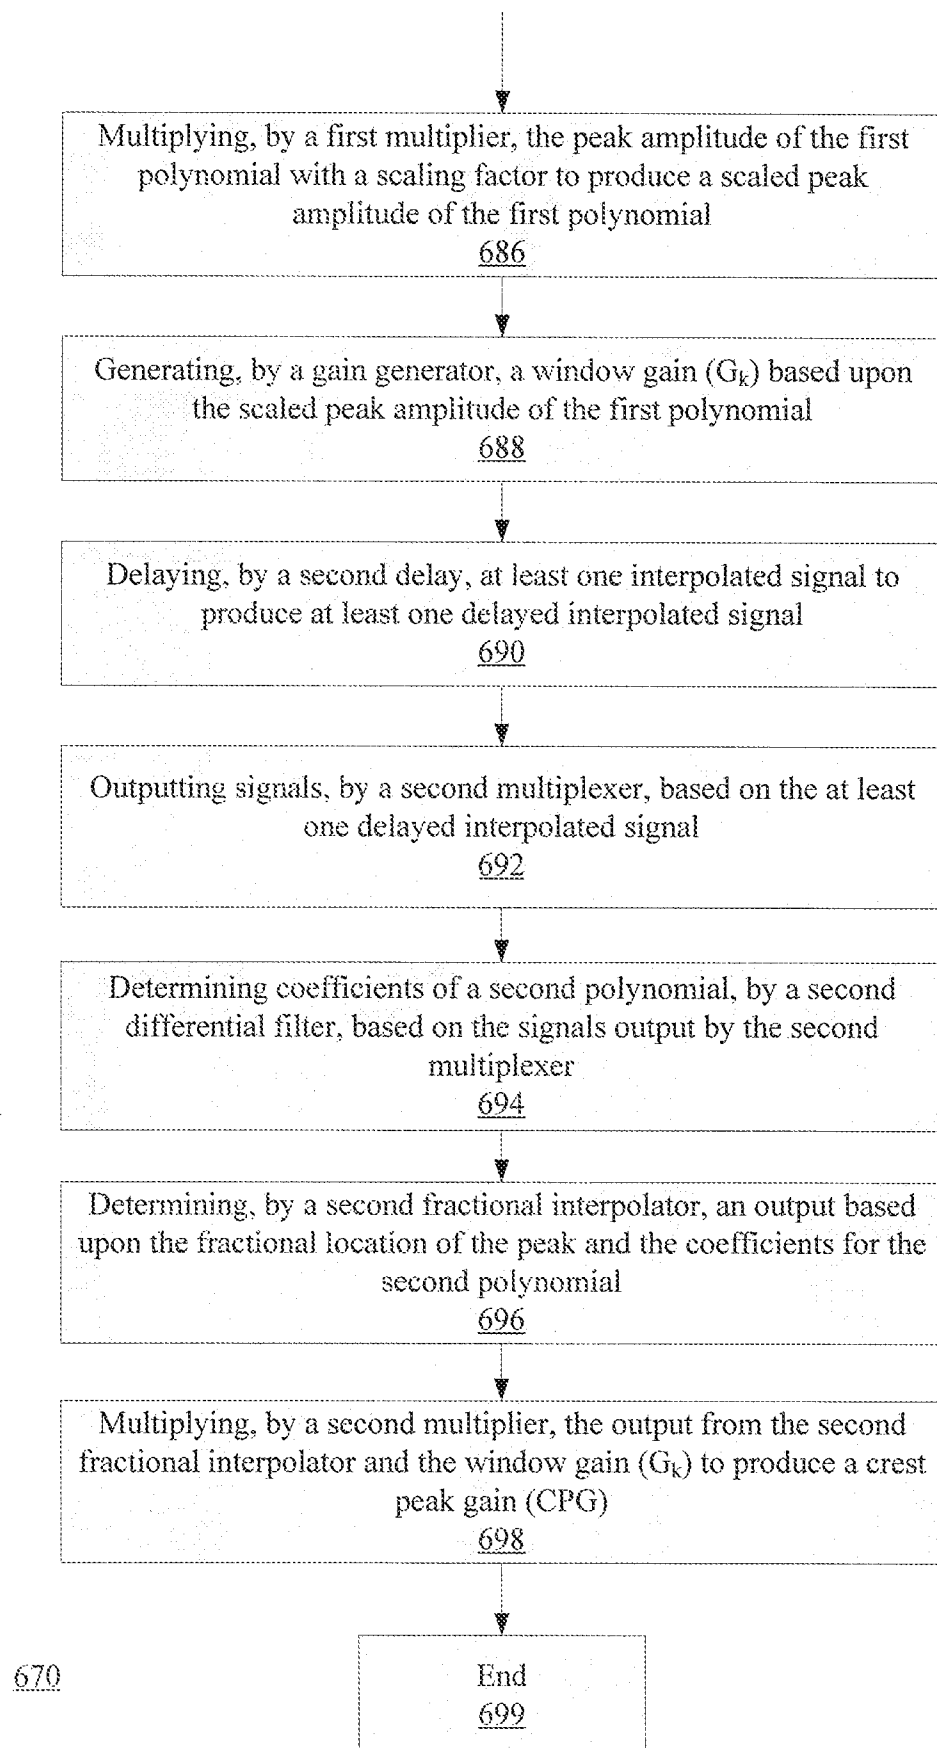 Multiplying, by a first multiplier, the peak amplitude of the first
polynomial with a scaling factor to produce a scaled peak
amplitude of the first polynomial
686
Generating, by a gain generator, a window gain (Gk) based upon
the scaled peak amplitude of the first polynomial
688
Delaying, by a second delay, at least one interpolated signal to
produce at least one delayed interpolated signal
690
Outputting signals, by a second multiplexer, based on the at least
one delayed interpolated signal
692
Determining coefficients of a second polynomial, by a second
differential filter, based on the signals output by the second
multiplexer
694
Determining, by a second fractional interpolator, an output based
upon the fractional location of the peak and the coefficients for the
second polynomial
696
Multiplying, by a second multiplier, the output from the second
fractional interpolator and the window gain (Gk) to produce a crest
peak gain (CPG)
698
670
End
699